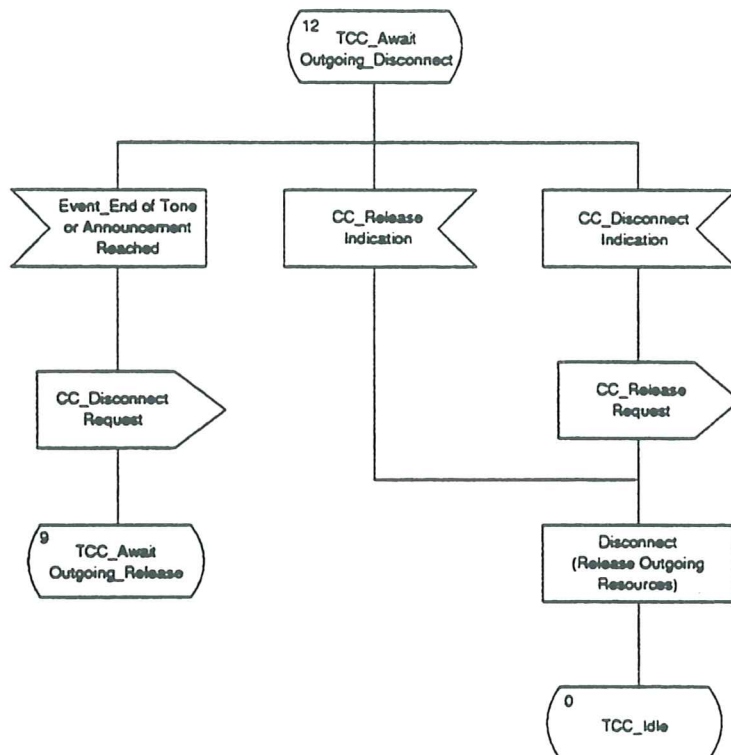 12
TCC_Await
Outgoing_Disconnect
Event_End of Tone
or Announcement
Reached
CC_Release
Indication
CC_Disconnect
Indication
CC_Disconnect
Request
CC_Release
Request
9
TCC_Await
Outgoing_Release
Disconnect
(Release Outgoing
Resources)
0
TCC_Idle